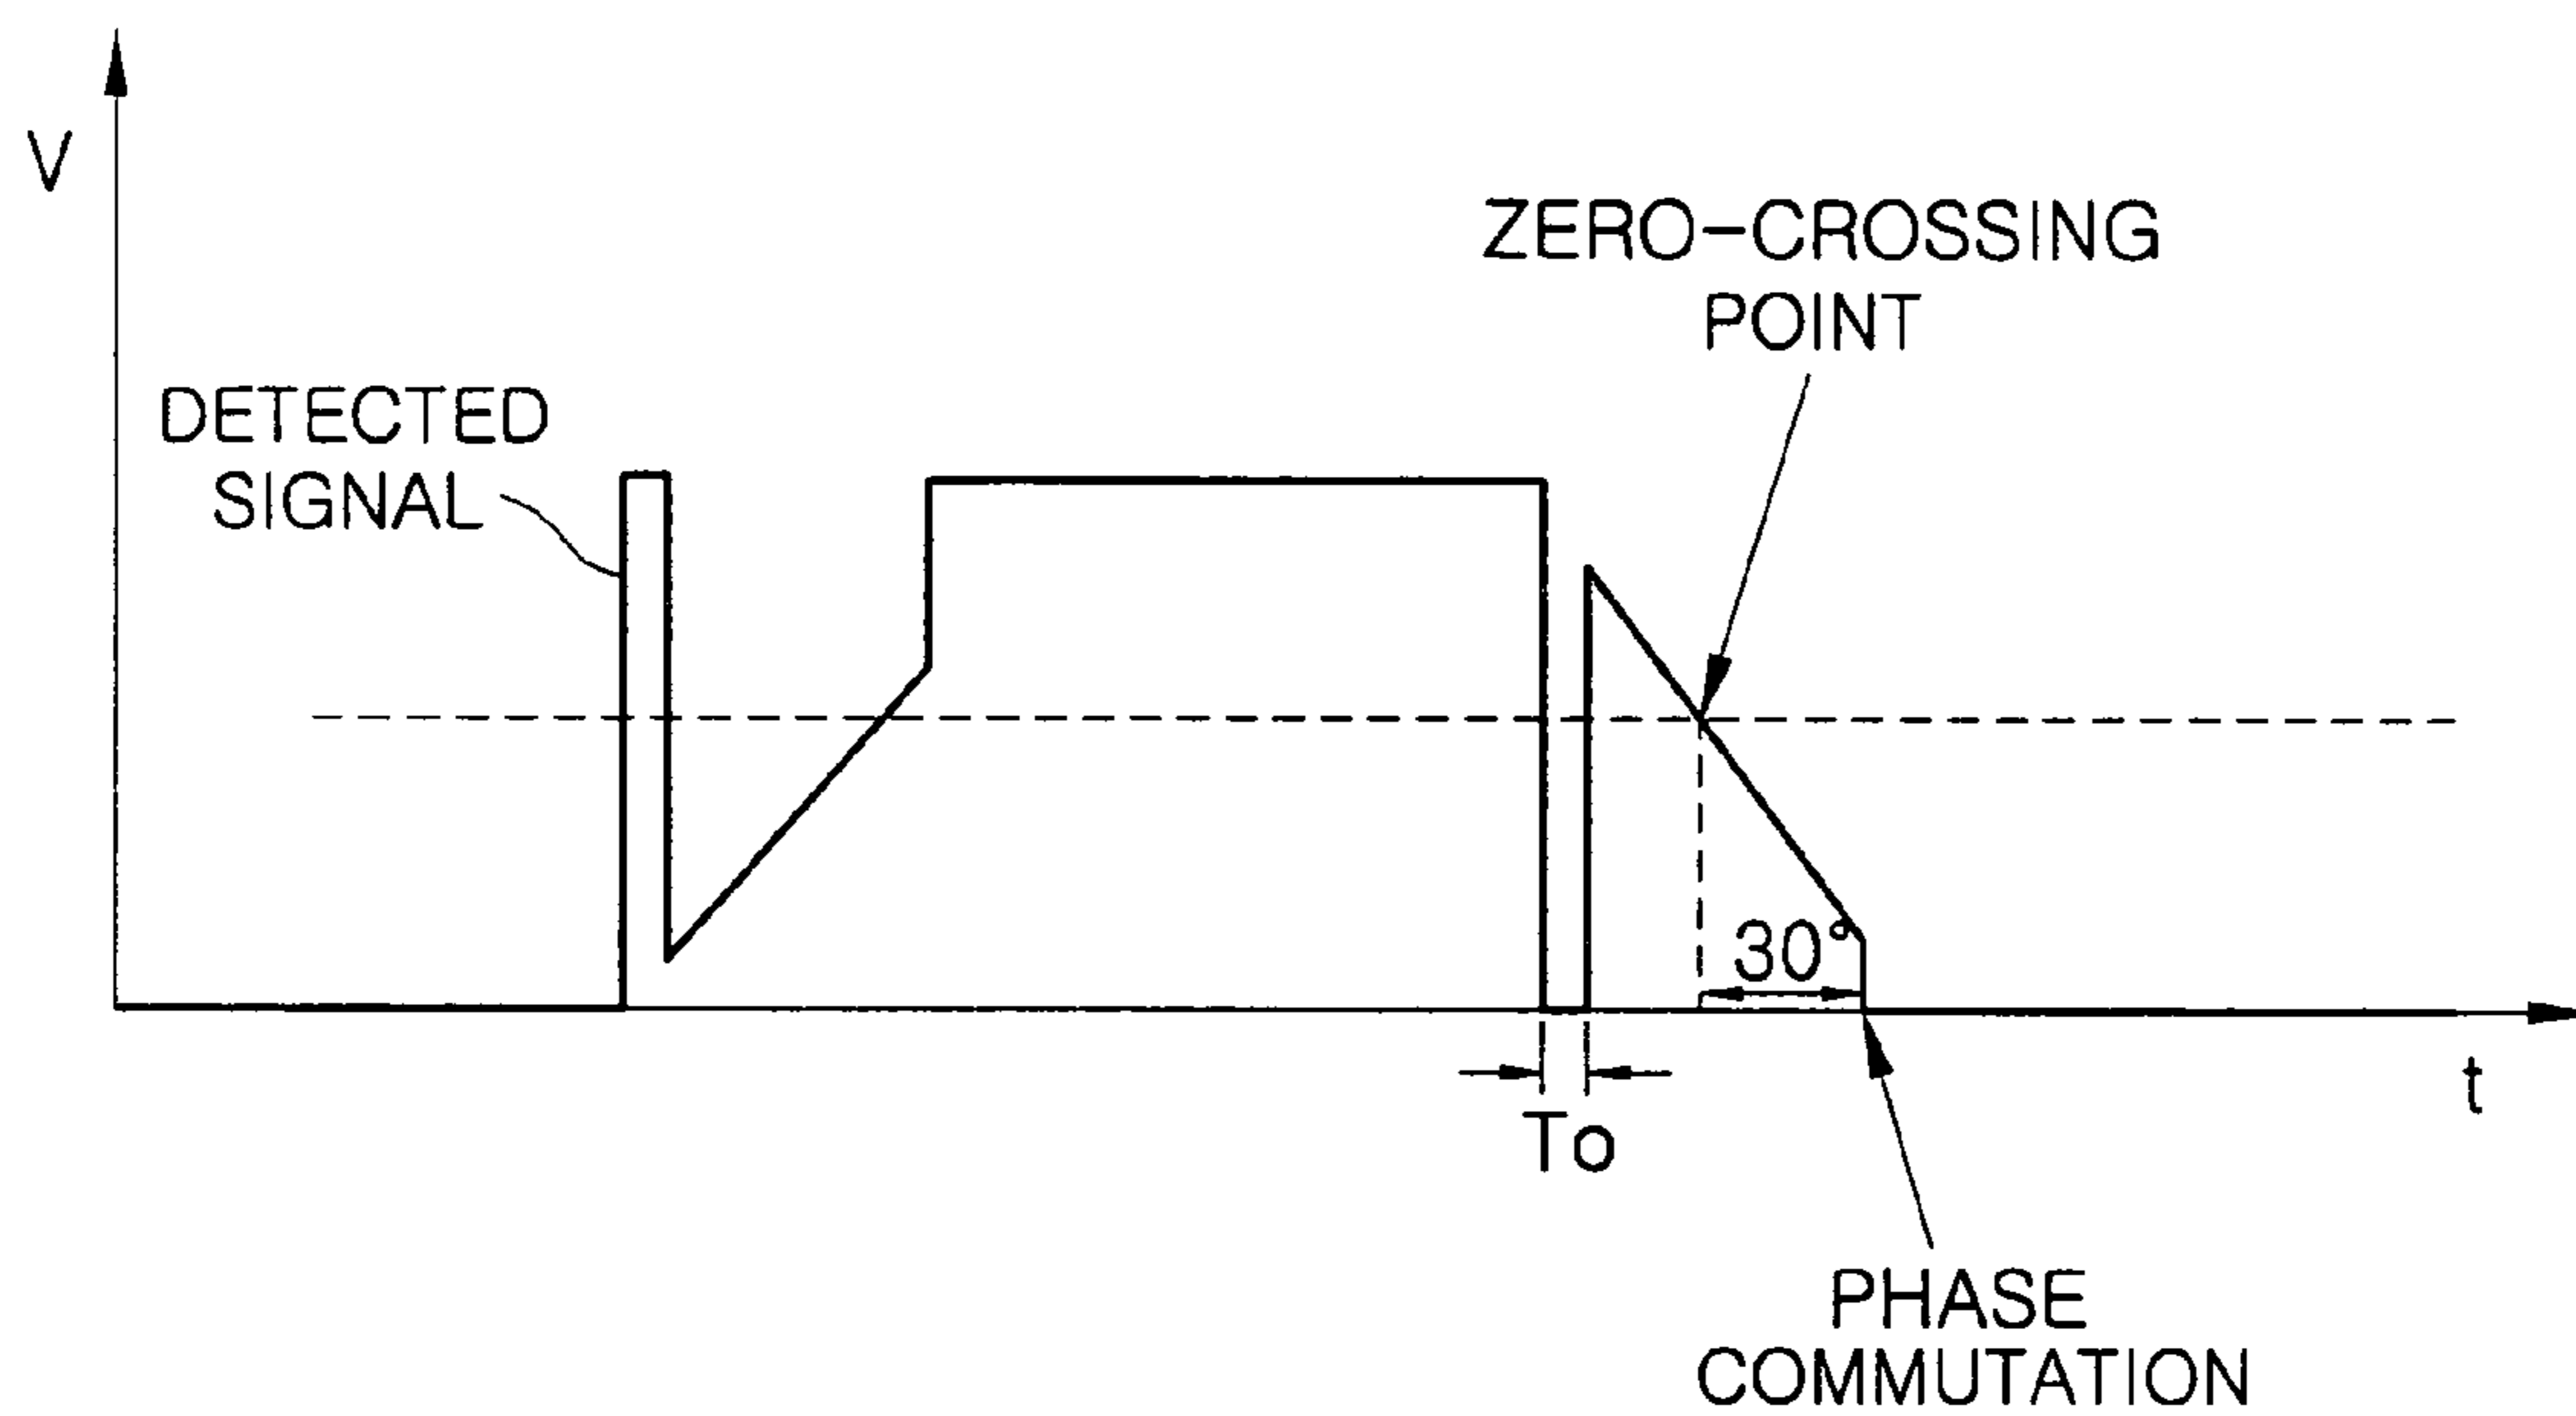 V
ZERO-CROSSING
POINT
DETECTED
SIGNAL
30°
To
t
PHASE
COMMUTATION